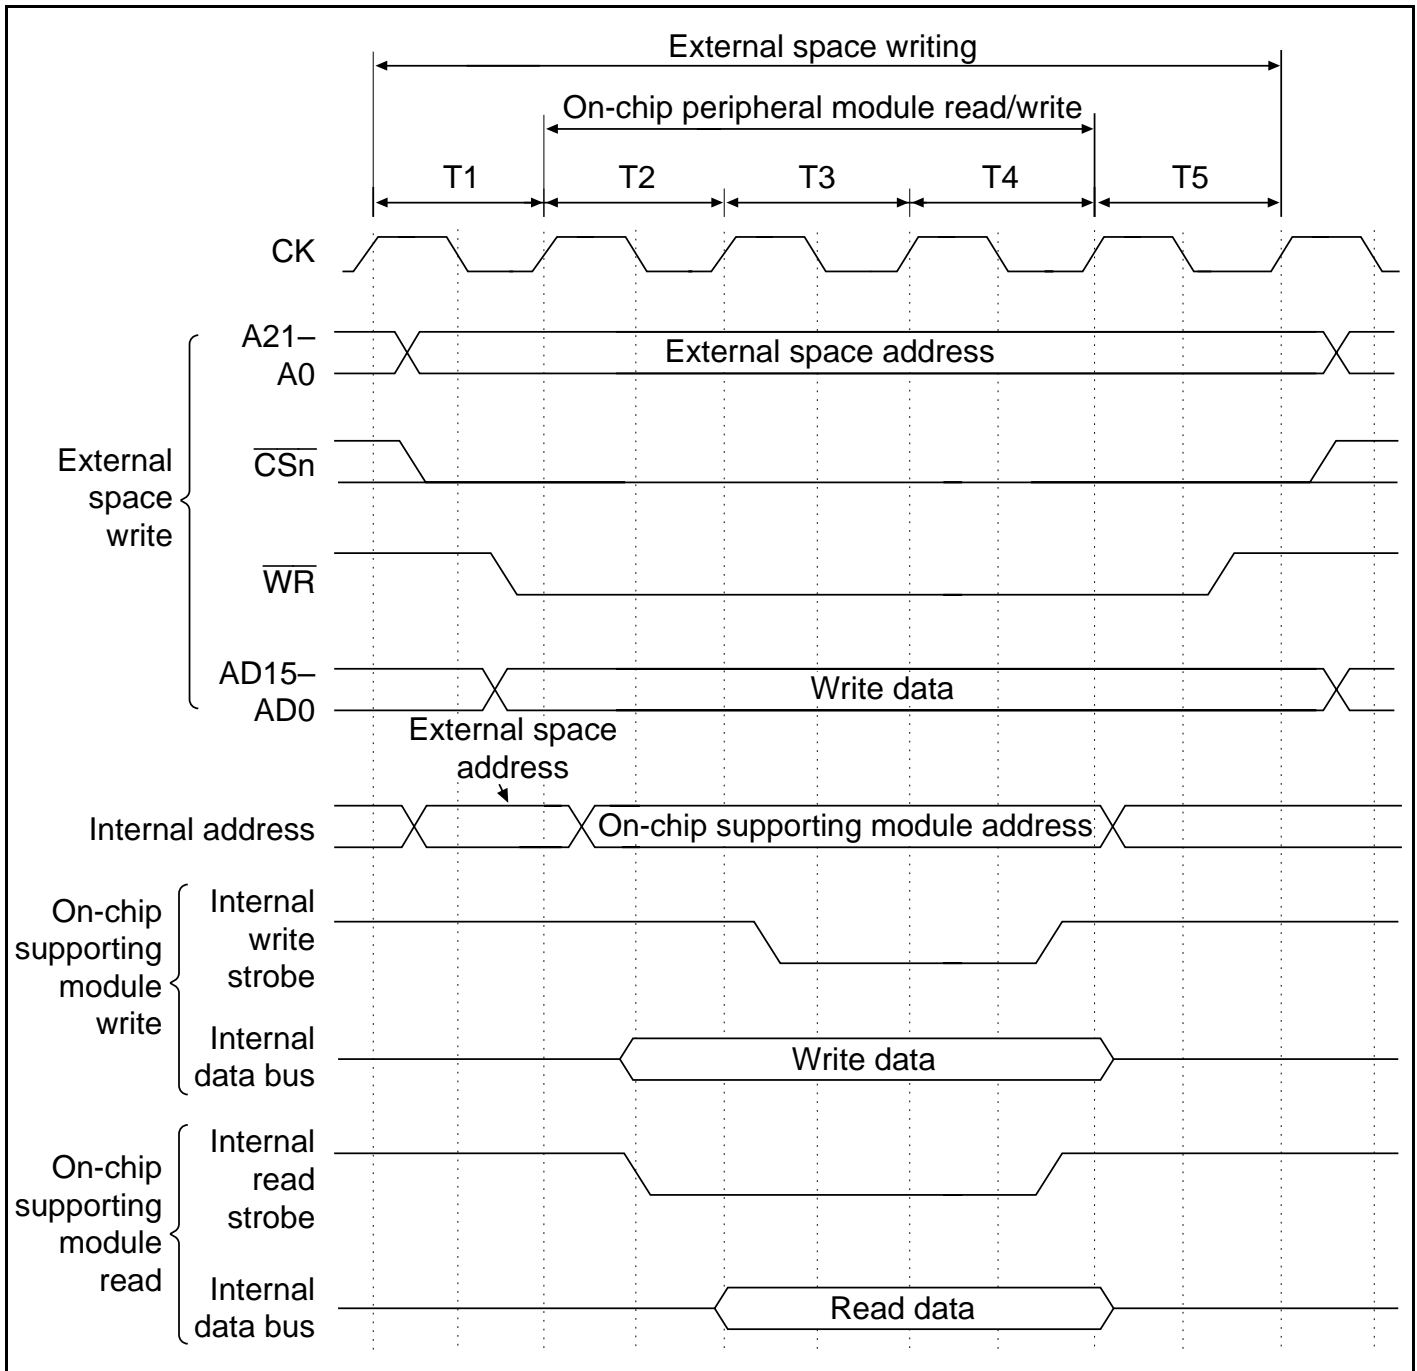 External space writing
On-chip peripheral module read/write
T1 T2 T3 T4 T5
CK
A21–
A0
External space address
External
space
write
CSn
WR
AD15–
AD0
Write data
External space
address
Internal address
On-chip supporting module address
On-chip
supporting
module
write
Internal
write
strobe
Internal
data bus
Write data
On-chip
supporting
module
read
Internal
read
strobe
Internal
data bus
Read data